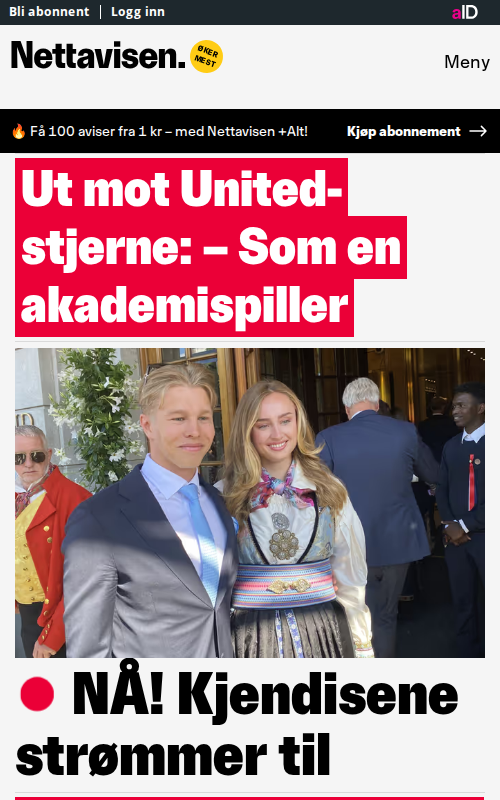 Bli abonnent | Logg inn
aID
Nettavisen.
ØKER
MEST
Meny
🔥 Få 100 aviser fra 1 kr – med Nettavisen +Alt!
Kjøp abonnement →
Ut mot United-
stjerne: – Som en
akademispiller
NÅ! Kjendisene
strømmer til